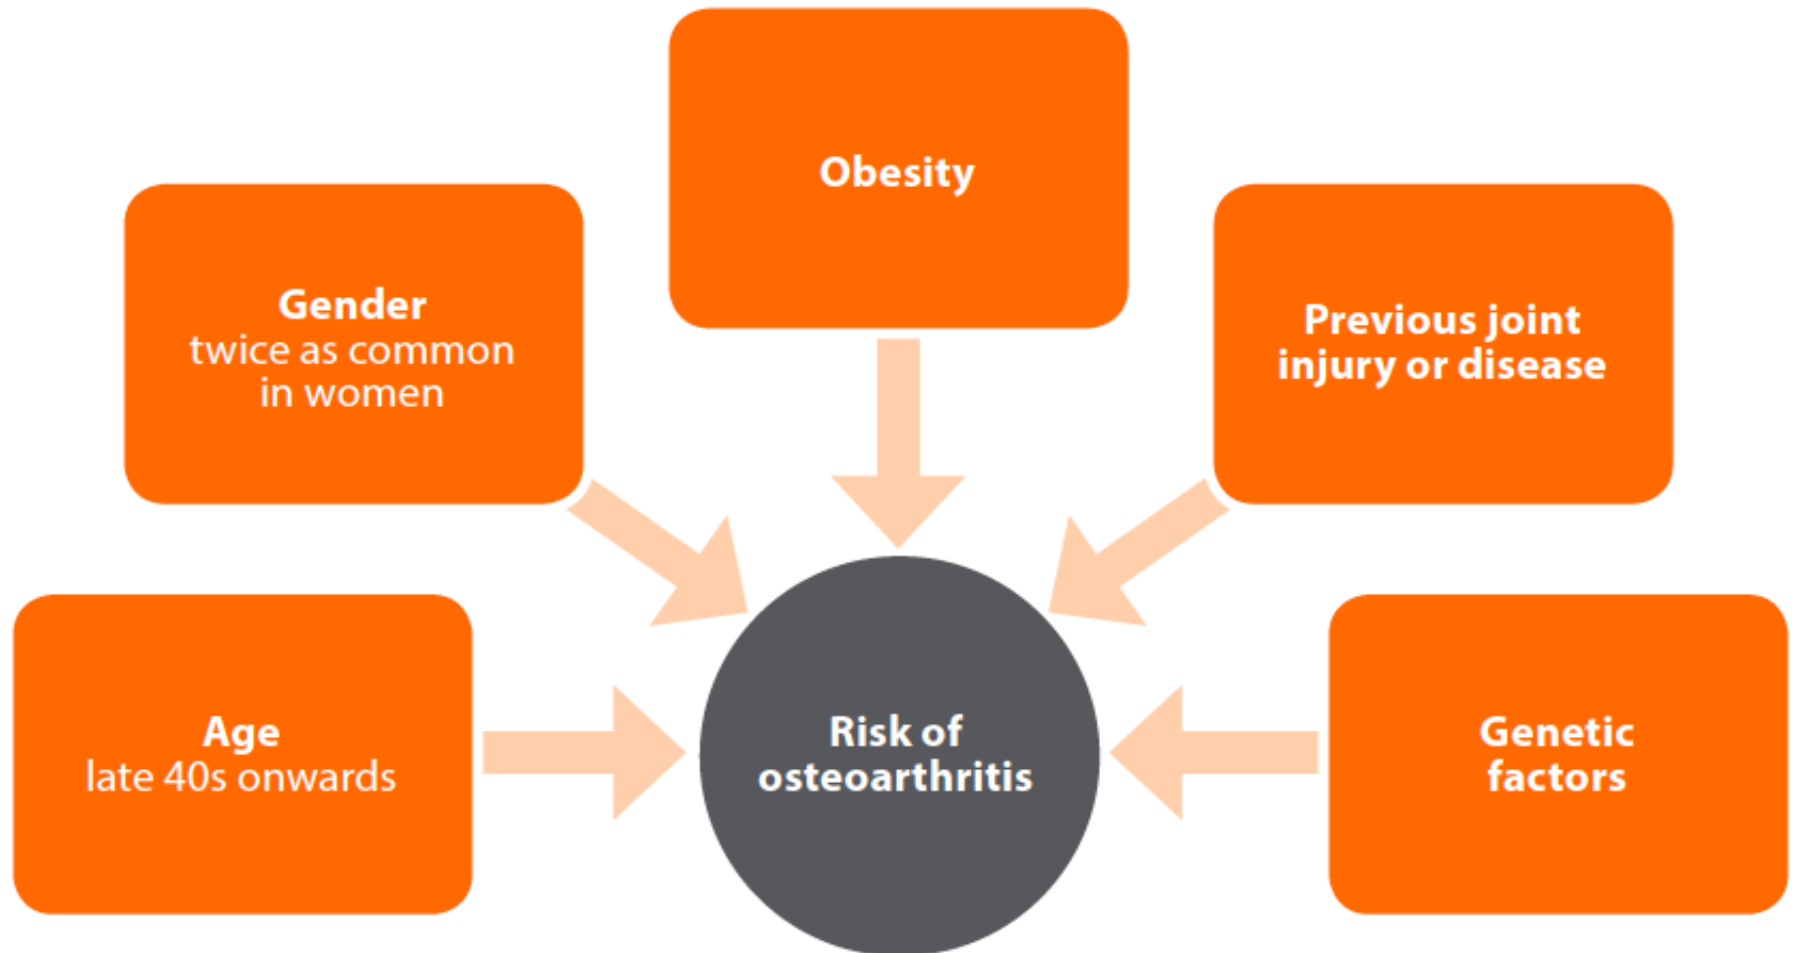 Obesity
Gender
twice as common
in women
Previous joint
injury or disease
Age
late 40s onwards
Risk of
osteoarthritis
Genetic
factors